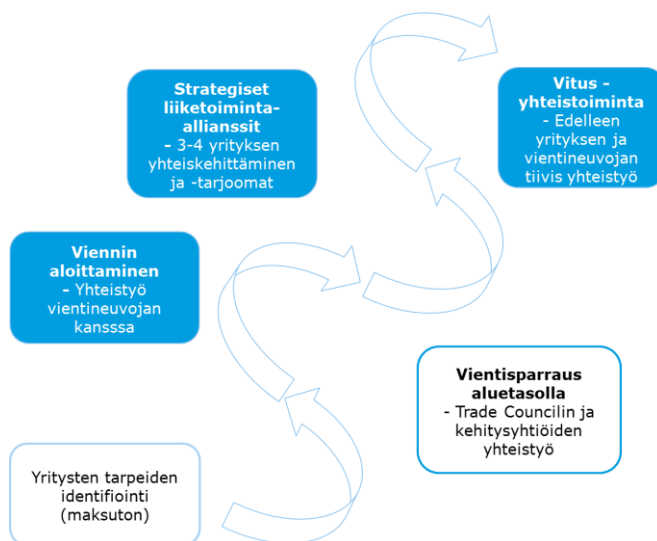 Strategiset
liiketoiminta-
allianssit
– 3-4 yrityksen
yhteiskehittäminen
ja -tarjoomat
Vitus –
yhteistoiminta
- Edelleen
yrityksen ja
vientineuvojan
tiivis yhteistyö
Viennin
aloittaminen
– Yhteistyö
vientineuvojan
kansssa
Vientisparraus
aluetasolla
- Trade Councilin ja
kehitysyhtiöiden
yhteistyö
Yritysten tarpeiden
identifiointi
(maksuton)